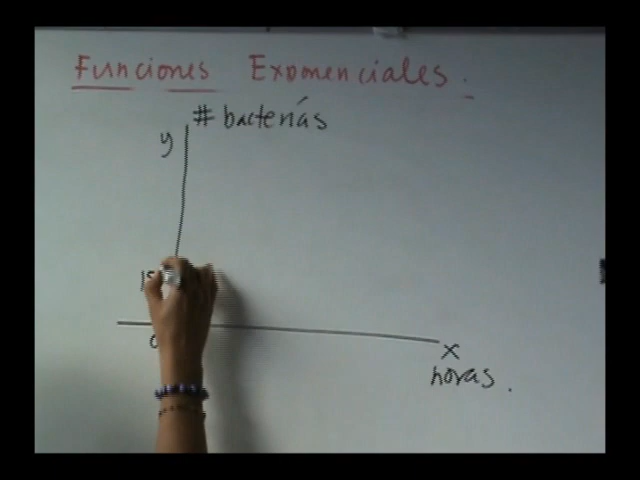 Funciones Exponenciales.
# bacterias
y
x
horas.